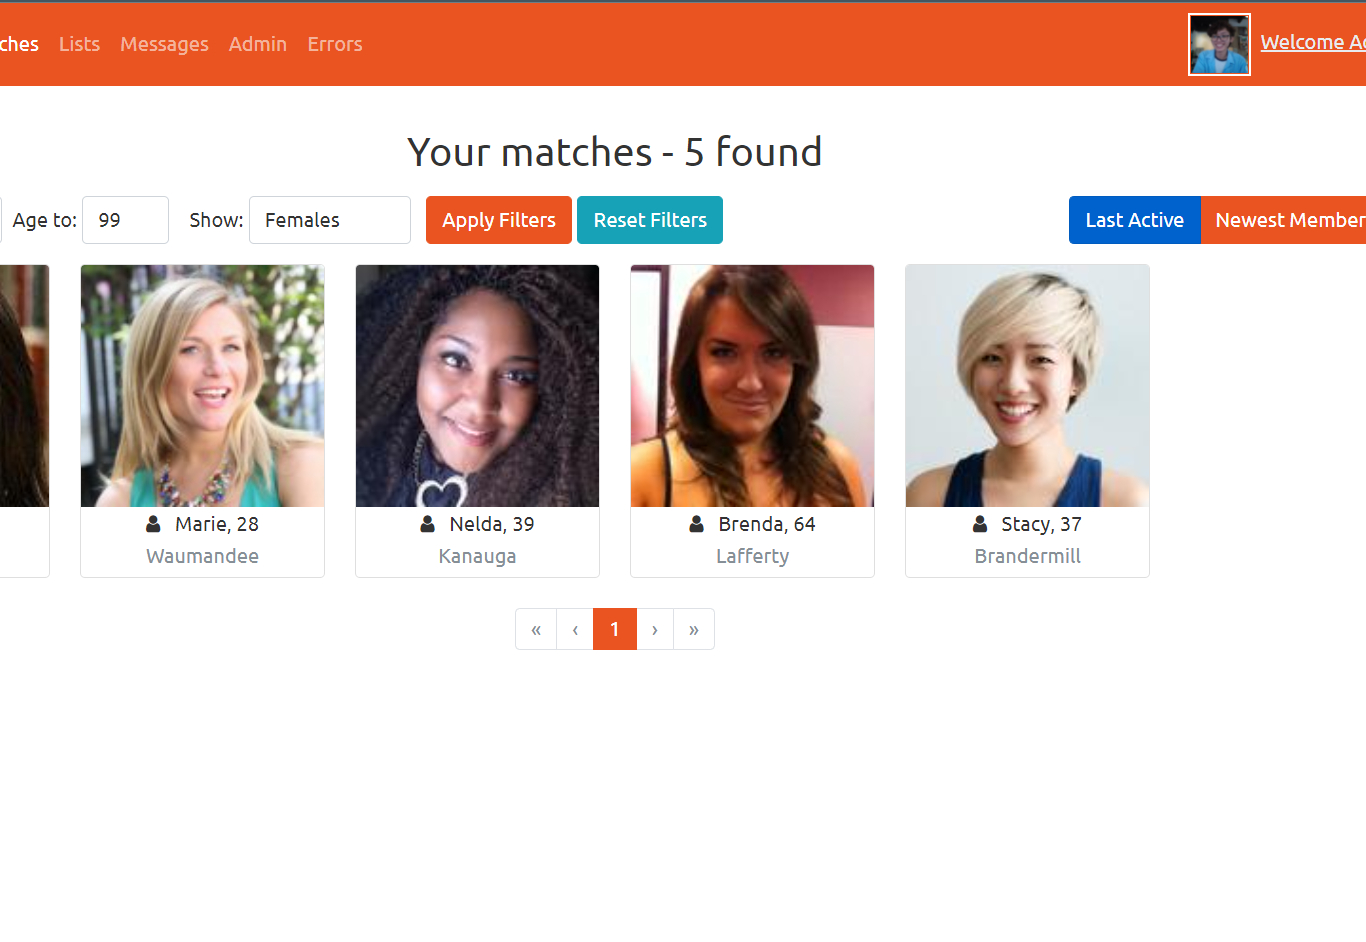 ches Lists Messages Admin Errors Welcome Ad
Your matches - 5 found
Age to: 99 Show: Females Apply Filters Reset Filters Last Active Newest Member
Marie, 28 Nelda, 39 Brenda, 64 Stacy, 37
Waumandee Kanauga Lafferty Brandermill
« ‹ 1 › »